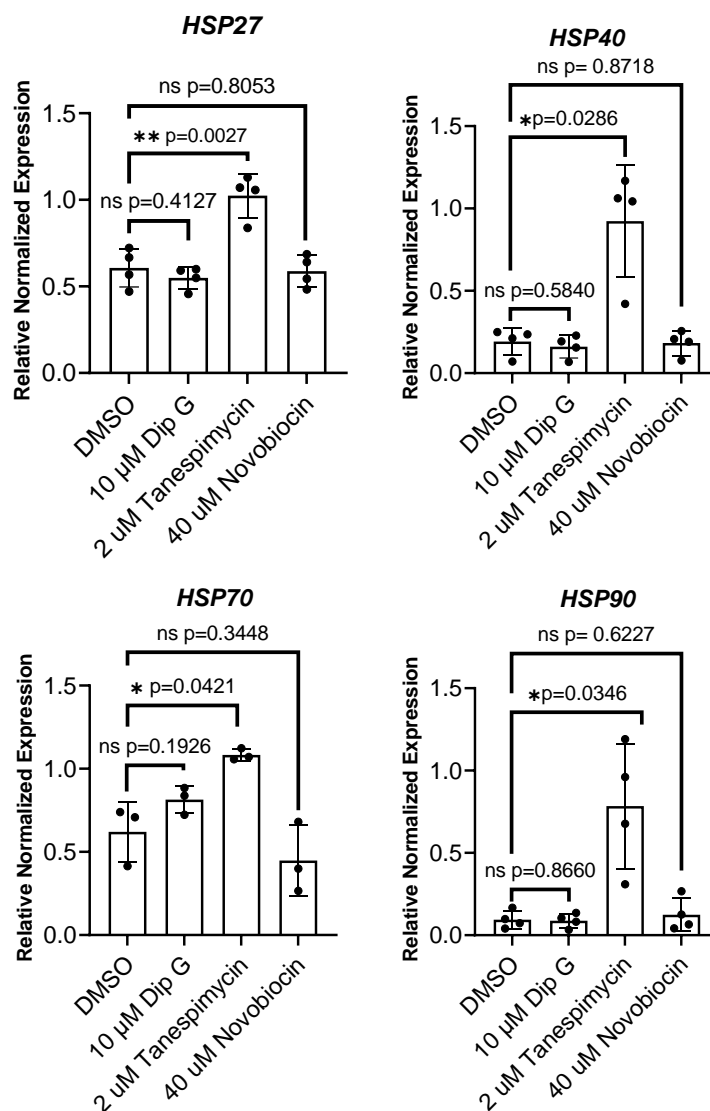 HSP27
ns p=0.8053
** p=0.0027
ns p=0.4127
Relative Normalized Expression
1.5
1.0
0.5
0.0
DMSO
10 µM Dip G
2 uM Tanespimycin
40 uM Novobiocin
HSP40
ns p= 0.8718
*p=0.0286
ns p=0.5840
Relative Normalized Expression
1.5
1.0
0.5
0.0
DMSO
10 µM Dip G
2 uM Tanespimycin
40 uM Novobiocin
HSP70
ns p=0.3448
* p=0.0421
ns p=0.1926
Relative Normalized Expression
1.5
1.0
0.5
0.0
DMSO
10 µM Dip G
2 uM Tanespimycin
40 uM Novobiocin
HSP90
ns p= 0.6227
*p=0.0346
ns p=0.8660
Relative Normalized Expression
1.5
1.0
0.5
0.0
DMSO
10 µM Dip G
2 uM Tanespimycin
40 uM Novobiocin